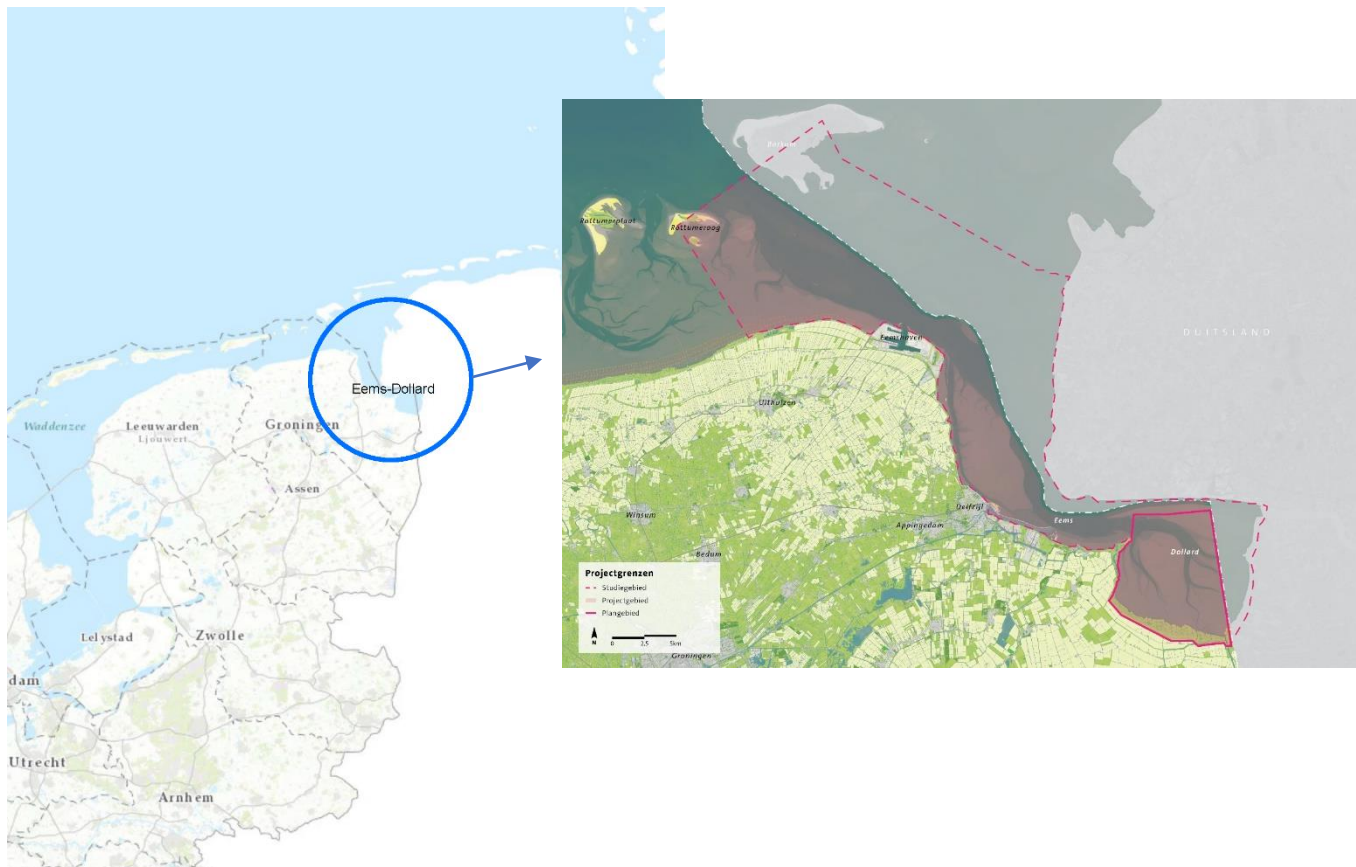 Eems-Dollard
Waddenzee
Leeuwarden
Ljouwert
Groningen
Assen
Lelystad
Zwolle
dam
Utrecht
Arnhem
Borkum
Rottumerplaat
Rottumeroog
DUITSLAND
Eemshaven
Uithuizen
Delfzijl
Winsum
Appingedam
Eems
Bedum
Dollard
Projectgrenzen
Studiegebied
Projectgebied
Plangebied
N
0 2,5 5km
Groningen